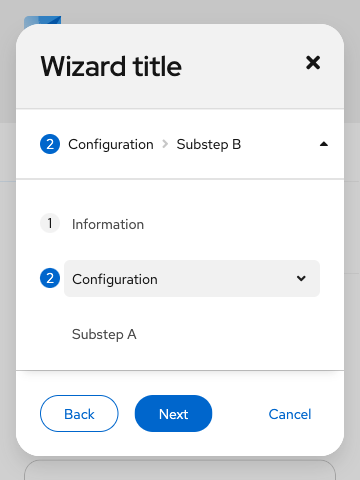 Wizard title
2 Configuration Substep B
1 Information
2 Configuration
Substep A
Back Next Cancel